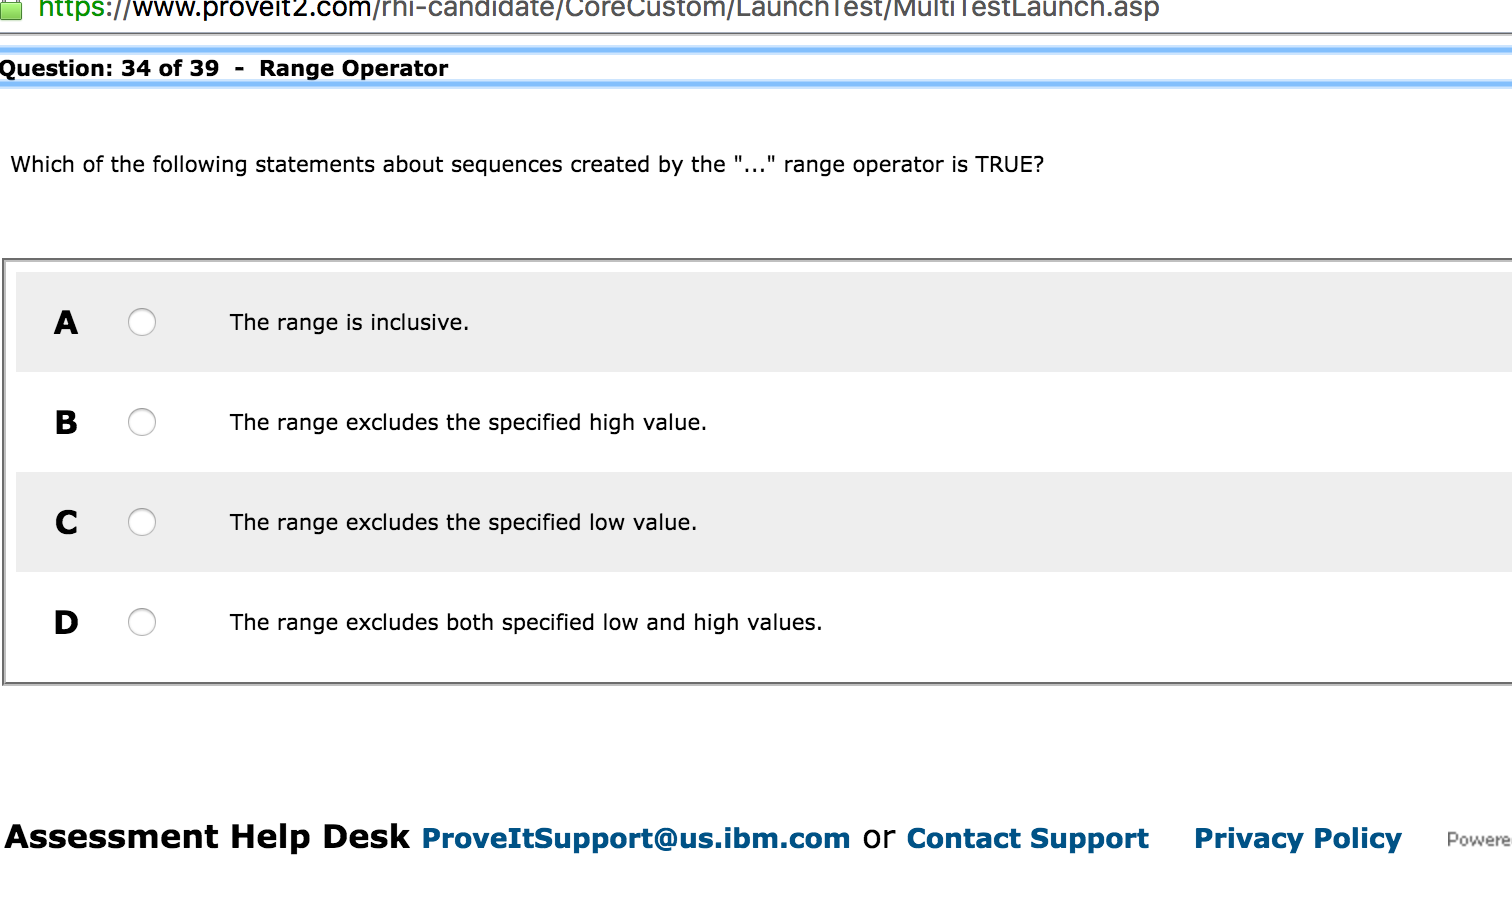 https://www.proveit2.com/rhi-candidate/CoreCustom/LaunchTest/MultiTestLaunch.asp
Question: 34 of 39 - Range Operator
Which of the following statements about sequences created by the "..." range operator is TRUE?
A The range is inclusive.
B The range excludes the specified high value.
C The range excludes the specified low value.
D The range excludes both specified low and high values.
Assessment Help Desk ProveItSupport@us.ibm.com or Contact Support Privacy Policy Powere